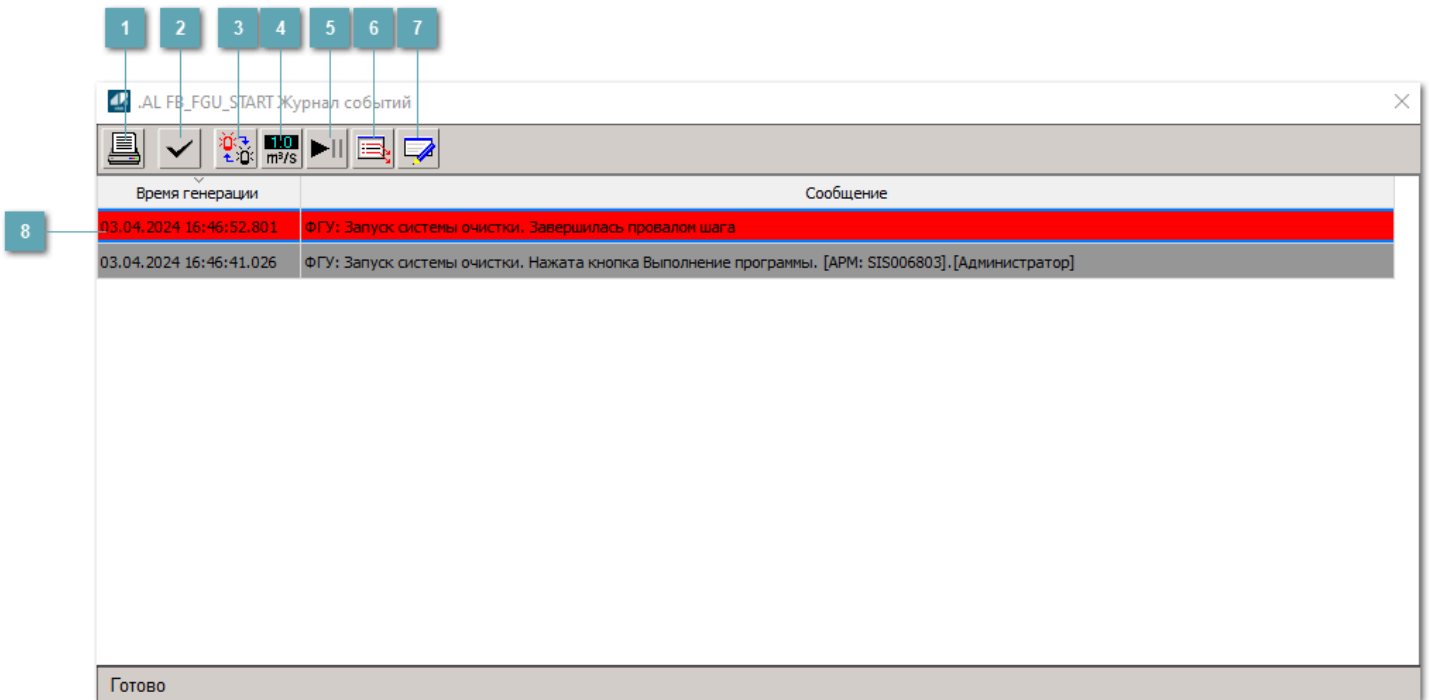 1 2 3 4 5 6 7
.AL FB_FGU_START Журнал событий
1.0
m³/s
Время генерации Сообщение
8
03.04.2024 16:46:52.801 ФГУ: Запуск системы очистки. Завершилась провалом шага
03.04.2024 16:46:41.026 ФГУ: Запуск системы очистки. Нажата кнопка Выполнение программы. [АРМ: SIS006803].[Администратор]
Готово